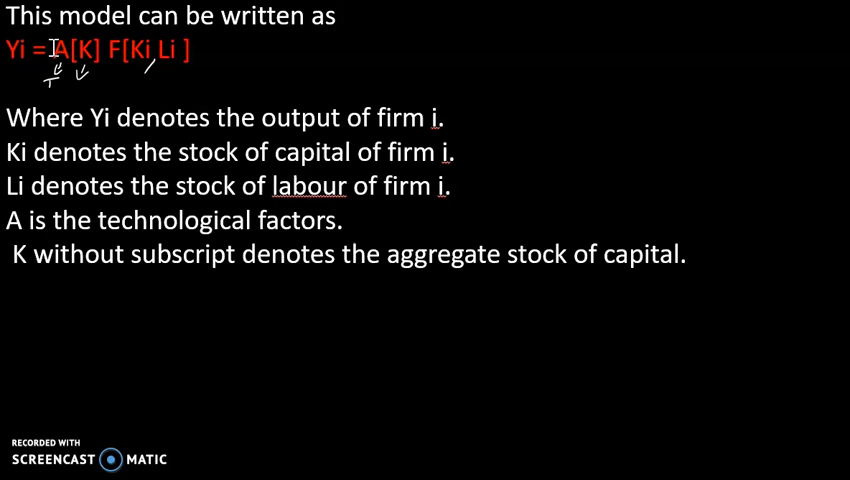 This model can be written as
Yi = A[K] F[Ki, Li ]
T
Where Yi denotes the output of firm i.
Ki denotes the stock of capital of firm i.
Li denotes the stock of labour of firm i.
A is the technological factors.
K without subscript denotes the aggregate stock of capital.
RECORDED WITH
SCREENCAST MATIC